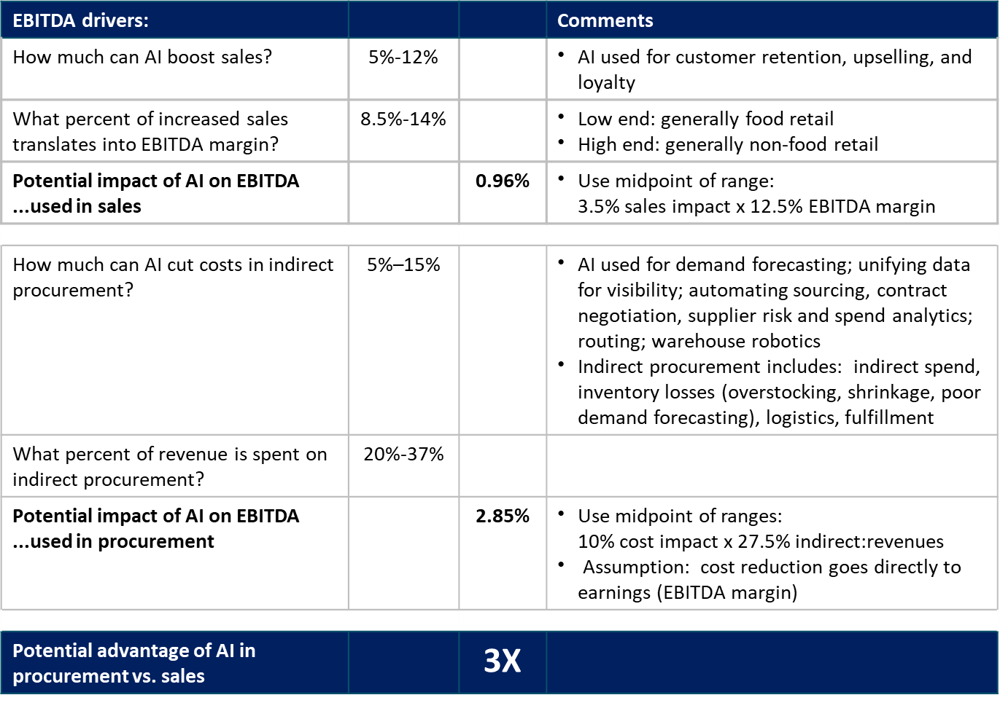 EBITDA drivers: Comments
How much can AI boost sales? 5%-12% • AI used for customer retention, upselling, and
loyalty
What percent of increased sales 8.5%-14% • Low end: generally food retail
translates into EBITDA margin? • High end: generally non-food retail
Potential impact of AI on EBITDA 0.96% • Use midpoint of range:
...used in sales 3.5% sales impact x 12.5% EBITDA margin
How much can AI cut costs in indirect 5%–15% • AI used for demand forecasting; unifying data
procurement? for visibility; automating sourcing, contract
negotiation, supplier risk and spend analytics;
routing; warehouse robotics
• Indirect procurement includes:  indirect spend,
inventory losses (overstocking, shrinkage, poor
demand forecasting), logistics, fulfillment
What percent of revenue is spent on 20%-37%
indirect procurement?
Potential impact of AI on EBITDA 2.85% • Use midpoint of ranges:
...used in procurement 10% cost impact x 27.5% indirect:revenues
• Assumption:  cost reduction goes directly to
earnings (EBITDA margin)
Potential advantage of AI in 3X
procurement vs. sales